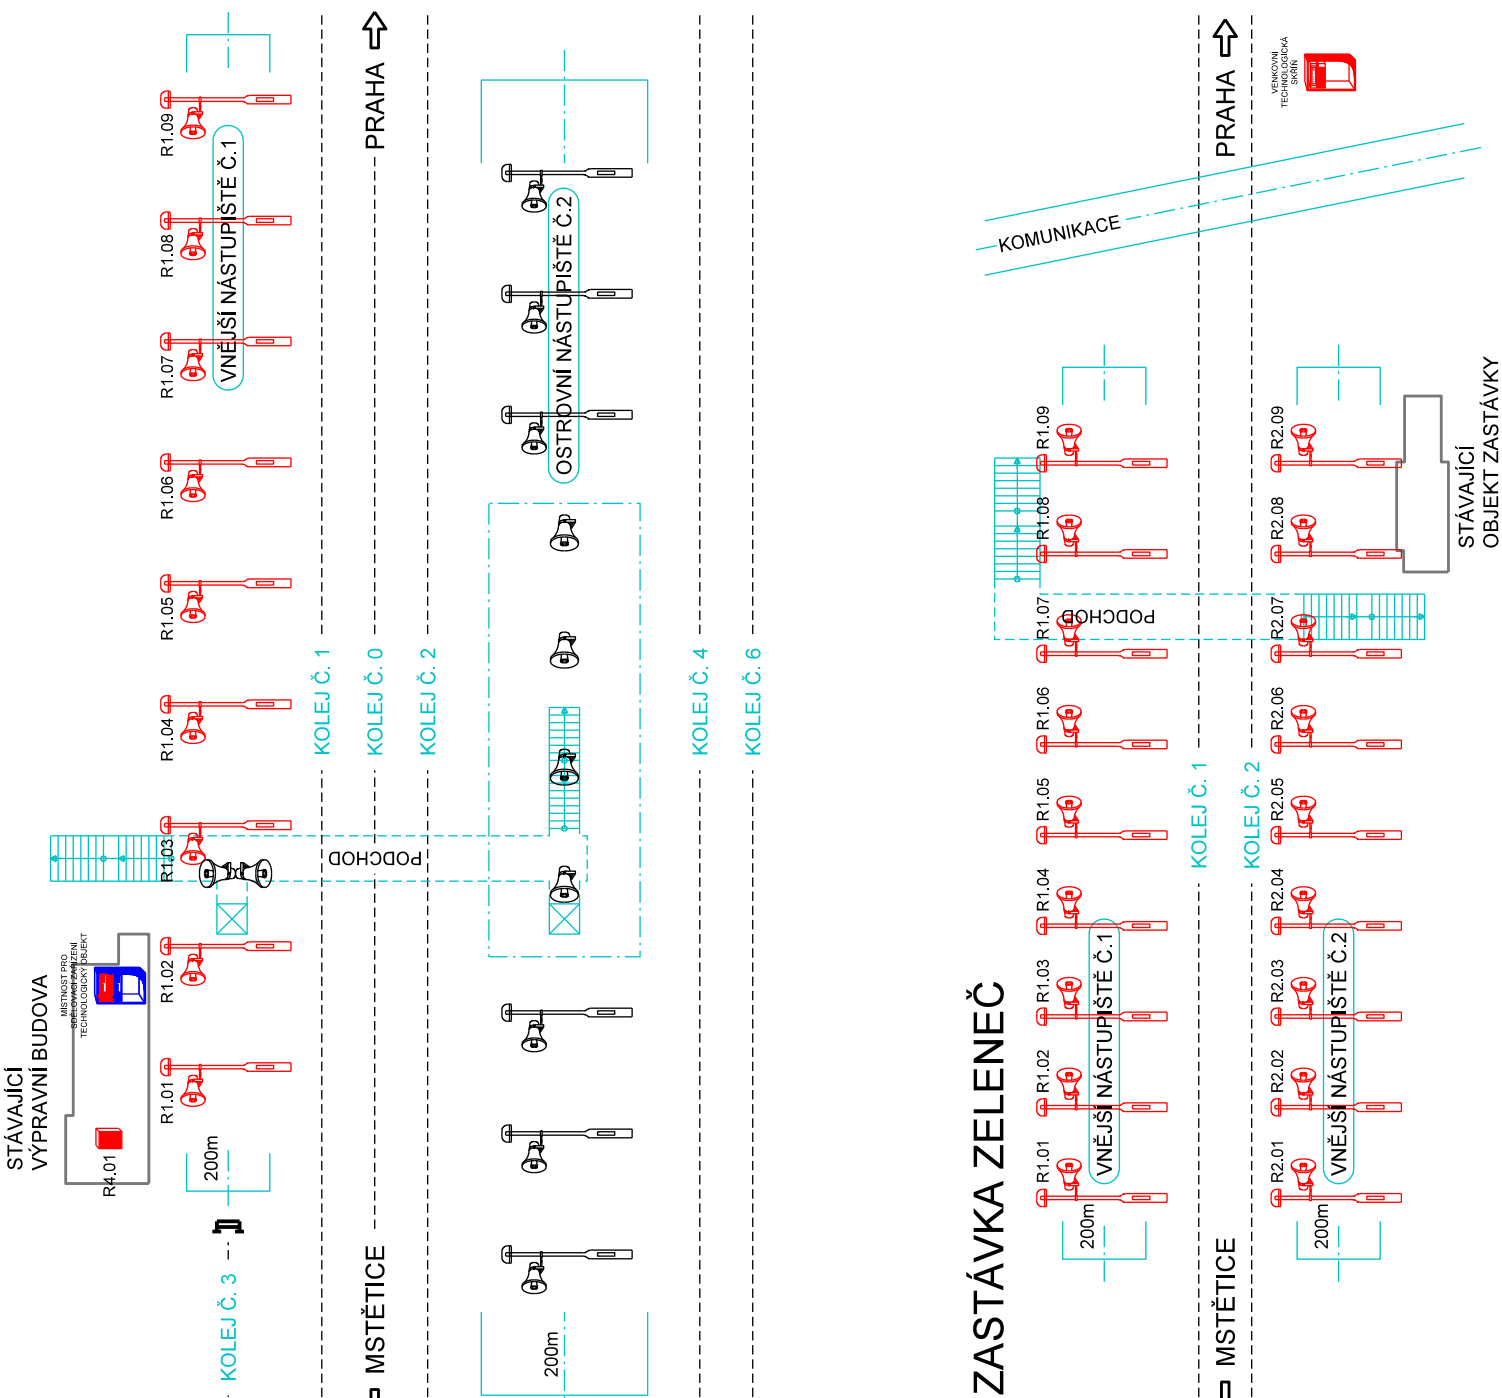 PRAHA
R1.09
R1.08
R1.07
R1.06
R1.05
R1.04
R1.03
R1.02
R1.01
VNĚJŠÍ NÁSTUPIŠTĚ Č.1
OSTROVNÍ NÁSTUPIŠTĚ Č.2
KOLEJ Č. 1
KOLEJ Č. 0
KOLEJ Č. 2
KOLEJ Č. 4
KOLEJ Č. 6
PODCHOD
STÁVAJÍCÍ
VÝPRAVNÍ BUDOVA
MÍSTNOST PRO
SDĚLOVACÍ ZAŘÍZENÍ
TECHNOLOGICKÝ OBJEKT
R4.01
200m
KOLEJ Č. 3
MSTĚTICE
200m
ZASTÁVKA ZELENEČ
PRAHA
VENKOVNÍ
TECHNOLOGICKÁ
SKŘÍŇ
KOMUNIKACE
STÁVAJÍCÍ
OBJEKT ZASTÁVKY
R1.09
R1.08
R1.07
R1.06
R1.05
R1.04
R1.03
R1.02
R1.01
R2.09
R2.08
R2.07
R2.06
R2.05
R2.04
R2.03
R2.02
R2.01
PODCHOD
KOLEJ Č. 1
KOLEJ Č. 2
VNĚJŠÍ NÁSTUPIŠTĚ Č.1
VNĚJŠÍ NÁSTUPIŠTĚ Č.2
200m
200m
MSTĚTICE